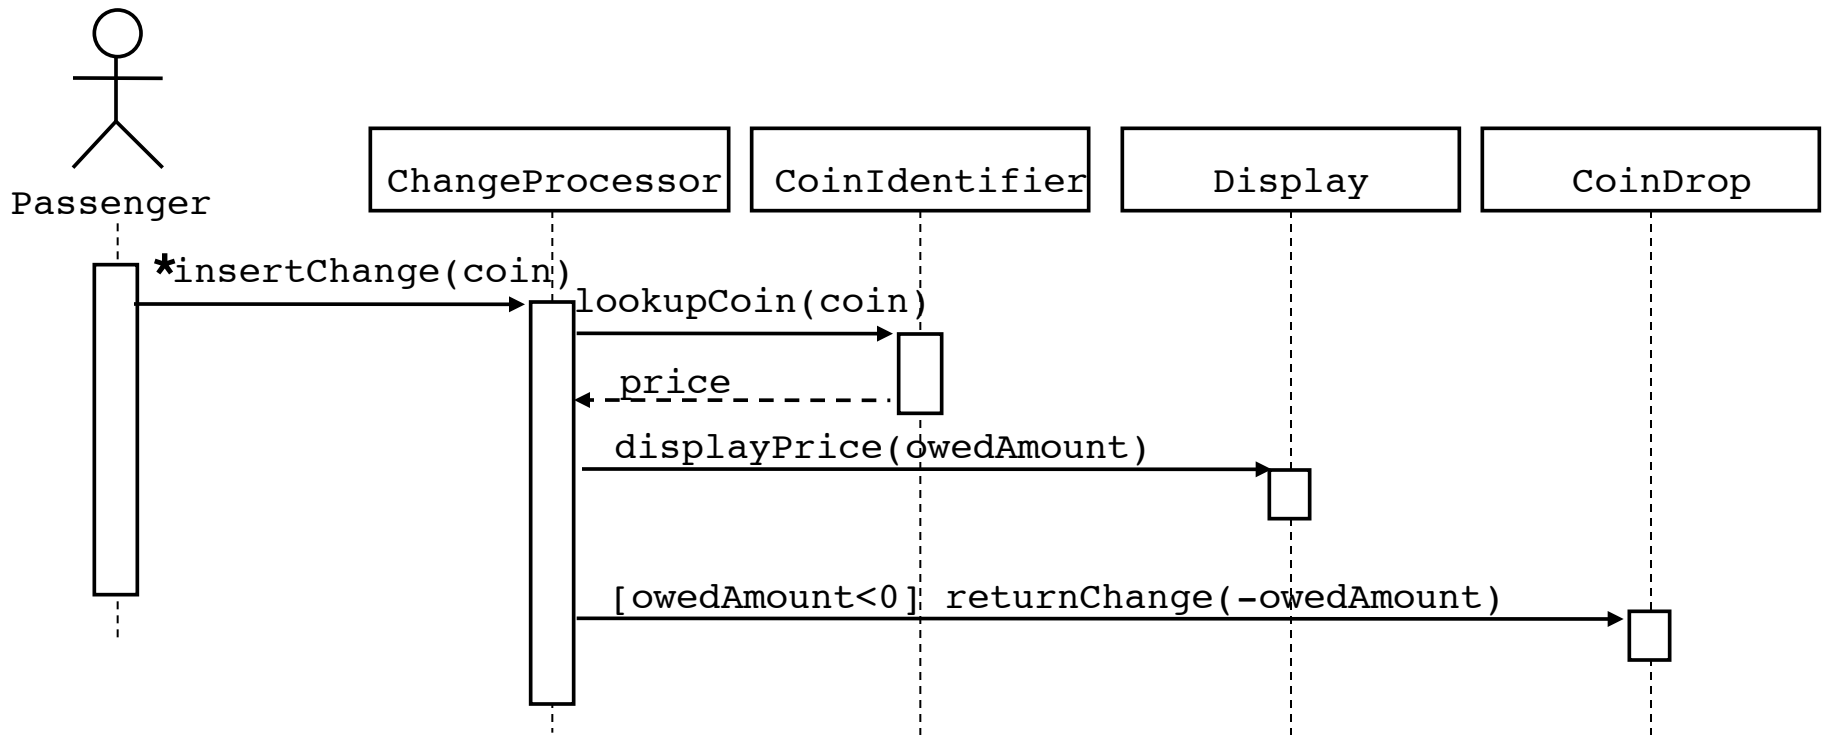 Passenger
ChangeProcessor
CoinIdentifier
Display
CoinDrop
*insertChange(coin)
lookupCoin(coin)
price
displayPrice(owedAmount)
[owedAmount<0] returnChange(-owedAmount)